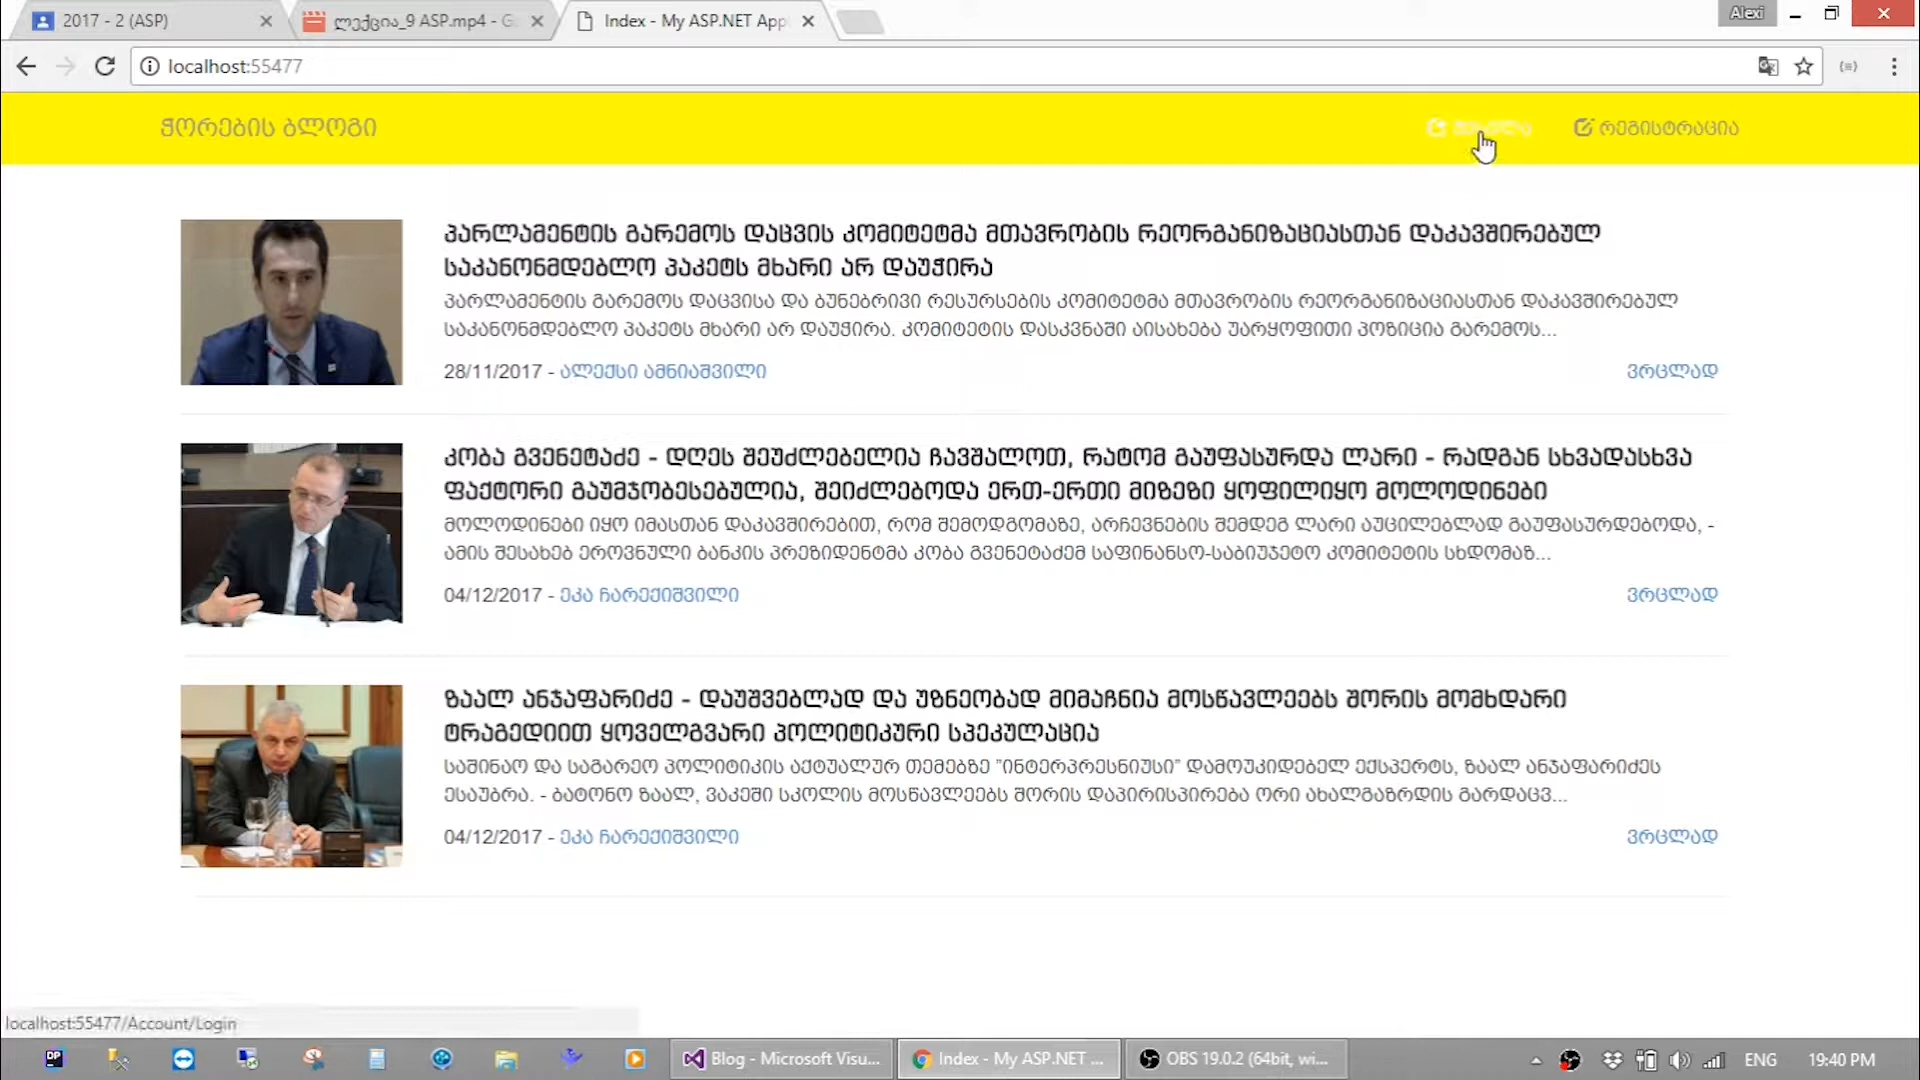 2017 - 2 (ASP)
ლექცია_9 ASP.mp4 - G
Index - My ASP.NET App
Alexi
localhost:55477
ჭორების ბლოგი
შესვლა
რეგისტრაცია
პარლამენტის გარემოს დაცვის კომიტეტმა მთავრობის რეორგანიზაციასთან დაკავშირებულ
საკანონმდებლო პაკეტს მხარი არ დაუჭირა
პარლამენტის გარემოს დაცვისა და ბუნებრივი რესურსების კომიტეტმა მთავრობის რეორგანიზაციასთან დაკავშირებულ
საკანონმდებლო პაკეტს მხარი არ დაუჭირა. კომიტეტის დასკვნაში აისახება უარყოფითი პოზიცია გარემოს...
28/11/2017 - ალექსი ამნიაშვილი
ვრცლად
კობა გვენეტაძე - დღეს შეუძლებელია ჩავშალოთ, რატომ გაუფასურდა ლარი - რადგან სხვადასხვა
ფაქტორი გაუმჯობესებულია, შეიძლებოდა ერთ-ერთი მიზეზი ყოფილიყო მოლოდინები
მოლოდინები იყო იმასთან დაკავშირებით, რომ შემოდგომაზე, არჩევნების შემდეგ ლარი აუცილებლად გაუფასურდებოდა, -
ამის შესახებ ეროვნული ბანკის პრეზიდენტმა კობა გვენეტაძემ საფინანსო-საბიუჯეტო კომიტეტის სხდომაზ...
04/12/2017 - ეკა ჩარექიშვილი
ვრცლად
ზაალ ანჯაფარიძე - დაუშვებლად და უზნეობად მიმაჩნია მოსწავლეებს შორის მომხდარი
ტრაგედიით ყოველგვარი პოლიტიკური სპეკულაცია
საშინაო და საგარეო პოლიტიკის აქტუალურ თემებზე "ინტერპრესნიუსი" დამოუკიდებელ ექსპერტს, ზაალ ანჯაფარიძეს
ესაუბრა. - ბატონო ზაალ, ვაკეში სკოლის მოსწავლეებს შორის დაპირისპირება ორი ახალგაზრდის გარდაცვ...
04/12/2017 - ეკა ჩარექიშვილი
ვრცლად
localhost:55477/Account/Login
DP
Blog - Microsoft Visu...
Index - My ASP.NET ...
OBS 19.0.2 (64bit, wi...
ENG
19:40 PM